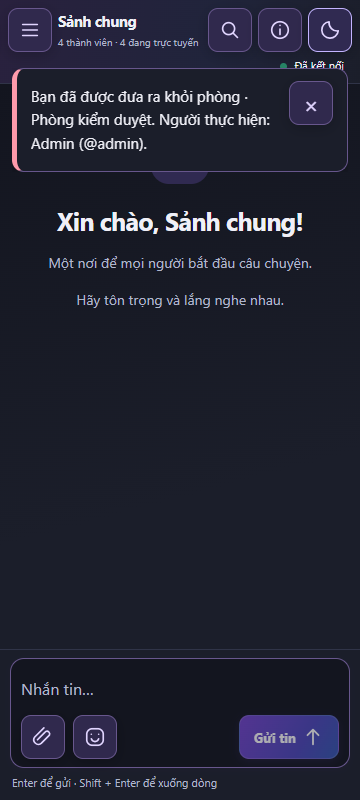 Sảnh chung
4 thành viên · 4 đang trực tuyến
Đã kết nối
Bạn đã được đưa ra khỏi phòng ·
Phòng kiểm duyệt. Người thực hiện:
Admin (@admin).
Xin chào, Sảnh chung!
Một nơi để mọi người bắt đầu câu chuyện.
Hãy tôn trọng và lắng nghe nhau.
Nhắn tin...
Gửi tin
Enter để gửi · Shift + Enter để xuống dòng